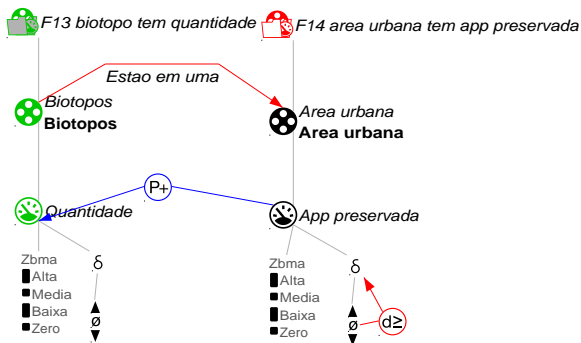 F13 biotopo tem quantidade
F14 area urbana tem app preservada
Estao em uma
Biotopos
Biotopos
Area urbana
Area urbana
P+
Quantidade
App preservada
Zbma
Alta
Media
Baixa
Zero
δ
ø
Zbma
Alta
Media
Baixa
Zero
δ
ø
d≥